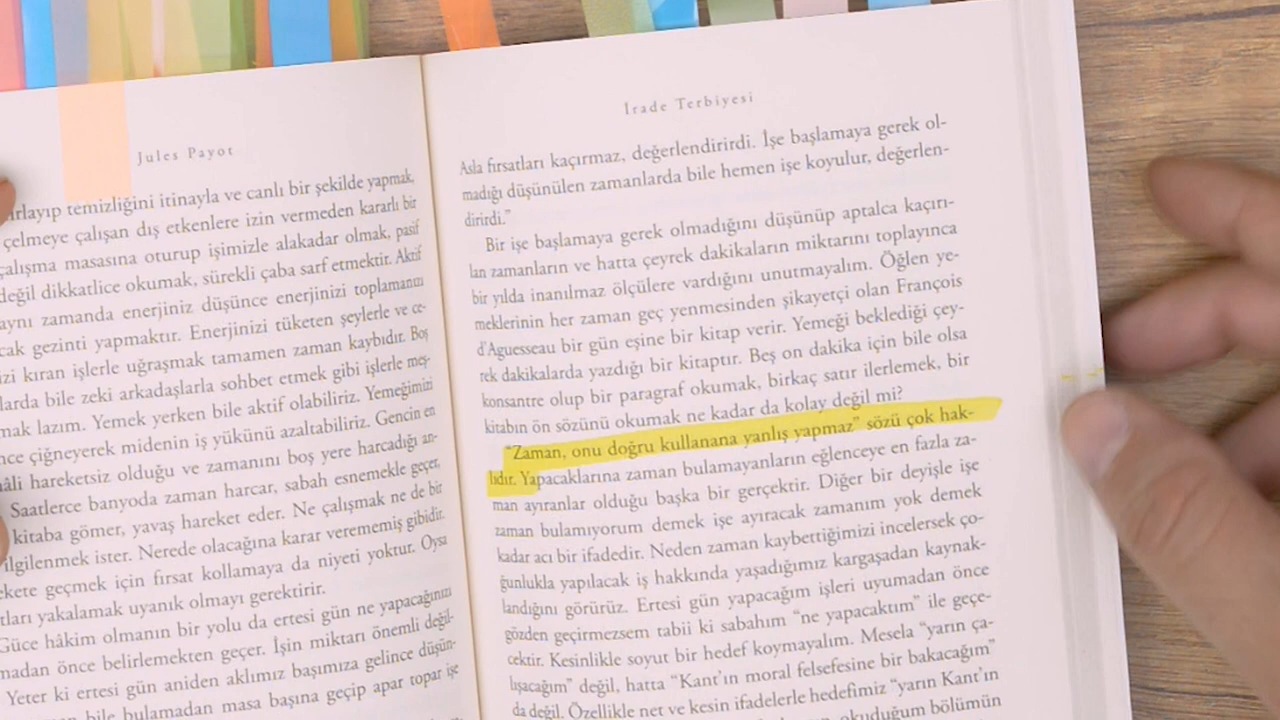 Jules Payot
ırlayıp temizliğini itinayla ve canlı bir şekilde yapmak,
çelmeye çalışan dış etkenlere izin vermeden kararlı bir
çalışma masasına oturup işimizle alakadar olmak, pasif
değil dikkatlice okumak, sürekli çaba sarf etmektir. Aktif
aynı zamanda enerjiniz düşünce enerjinizi toplamanızı
cak gezinti yapmaktır. Enerjinizi tüketen şeylerle ve ce-
izi kıran işlerle uğraşmak tamamen zaman kaybıdır. Boş
larda bile zeki arkadaşlarla sohbet etmek gibi işlerle meş-
mak lazım. Yemek yerken bile aktif olabiliriz. Yemeğimizi
nce çiğneyerek midenin iş yükünü azaltabiliriz. Gencin en
âli hareketsiz olduğu ve zamanını boş yere harcadığı an-
Saatlerce banyoda zaman harcar, sabah esnemekle geçer,
kitaba gömer, yavaş hareket eder. Ne çalışmak ne de bir
ilgilenmek ister. Nerede olacağına karar verememiş gibidir.
ekete geçmek için fırsat kollamaya da niyeti yoktur. Oysa
tları yakalamak uyanık olmayı gerektirir.
Güce hâkim olmanın bir yolu da ertesi gün ne yapacağınızı
madan önce belirlemekten geçer. İşin miktarı önemli değil-
Yeter ki ertesi gün aniden aklımız başımıza gelince düşün-
bile bulamadan masa başına geçip apar topar işe
İrade Terbiyesi
Asla fırsatları kaçırmaz, değerlendirirdi. İşe başlamaya gerek ol-
madığı düşünülen zamanlarda bile hemen işe koyulur, değerlen-
dirirdi.”
Bir işe başlamaya gerek olmadığını düşünüp aptalca kaçırı-
lan zamanların ve hatta çeyrek dakikaların miktarını toplayınca
bir yılda inanılmaz ölçülere vardığını unutmayalım. Öğlen ye-
meklerinin her zaman geç yenmesinden şikayetçi olan François
d’Aguesseau bir gün eşine bir kitap verir. Yemeği beklediği çey-
rek dakikalarda yazdığı bir kitaptır. Beş on dakika için bile olsa
konsantre olup bir paragraf okumak, birkaç satır ilerlemek, bir
kitabın ön sözünü okumak ne kadar da kolay değil mi?
“Zaman, onu doğru kullanana yanlış yapmaz” sözü çok hak-
lıdır. Yapacaklarına zaman bulamayanların eğlenceye en fazla za-
man ayıranlar olduğu başka bir gerçektir. Diğer bir deyişle işe
zaman bulamıyorum demek işe ayıracak zamanım yok demek
kadar acı bir ifadedir. Neden zaman kaybettiğimizi incelersek ço-
ğunlukla yapılacak iş hakkında yaşadığımız kargaşadan kaynak-
landığını görürüz. Ertesi gün yapacağım işleri uyumadan önce
gözden geçirmezsem tabii ki sabahım “ne yapacaktım” ile geçe-
cektir. Kesinlikle soyut bir hedef koymayalım. Mesela “yarın ça-
lışacağım” değil, hatta “Kant’ın moral felsefesine bir bakacağım”
da değil. Özellikle net ve kesin ifadelerle hedefimiz “yarın Kant’ın
okuduğum bölümün